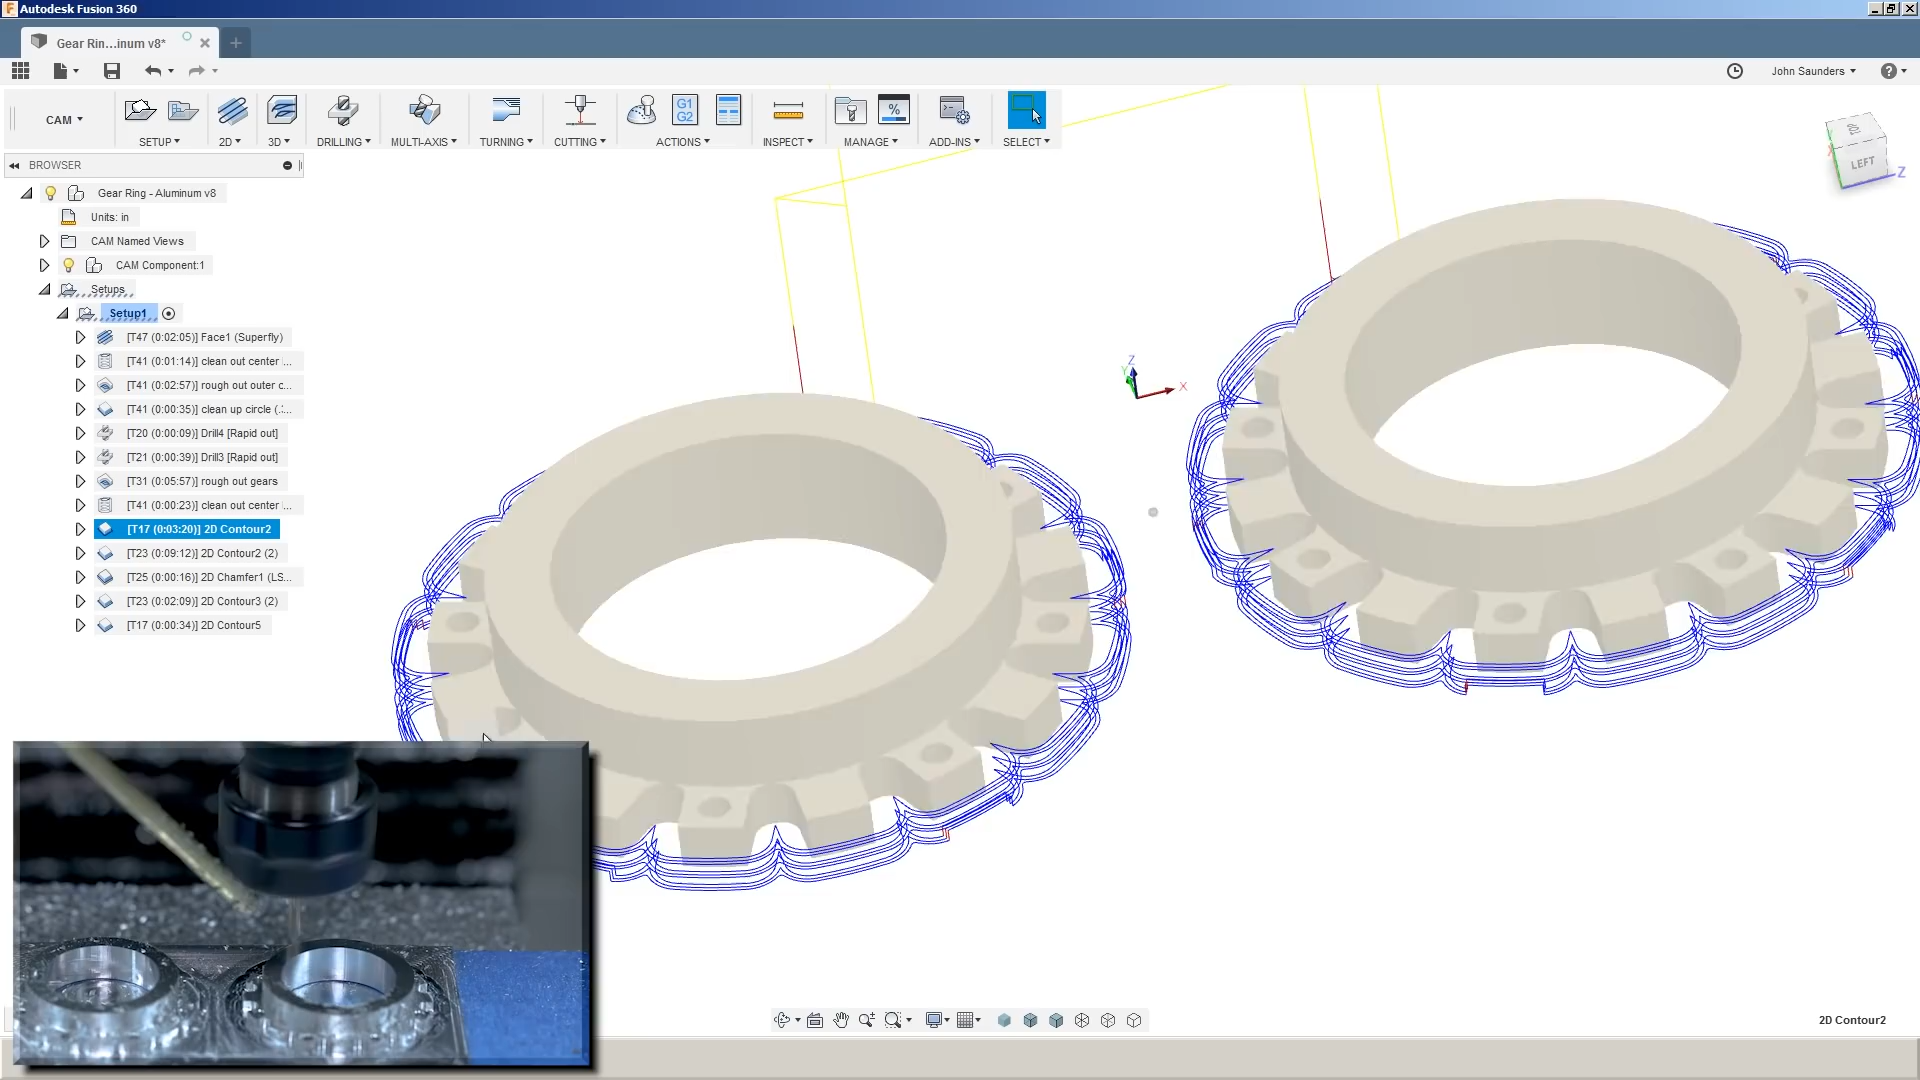 Autodesk Fusion 360
Gear Rin...inum v8*
John Saunders
CAM
SETUP
2D
3D
DRILLING
MULTI-AXIS
TURNING
CUTTING
G1
G2
ACTIONS
INSPECT
%
MANAGE
ADD-INS
SELECT
BROWSER
Gear Ring - Aluminum v8
Units: in
CAM Named Views
CAM Component:1
Setups
Setup1
[T47 (0:02:05)] Face1 (Superfly)
[T41 (0:01:14)] clean out center ...
[T41 (0:02:57)] rough out outer c...
[T41 (0:00:35)] clean up circle (.:...
[T20 (0:00:09)] Drill4 [Rapid out]
[T21 (0:00:39)] Drill3 [Rapid out]
[T31 (0:05:57)] rough out gears
[T41 (0:00:23)] clean out center ...
[T17 (0:03:20)] 2D Contour2
[T23 (0:09:12)] 2D Contour2 (2)
[T25 (0:00:16)] 2D Chamfer1 (LS...
[T23 (0:02:09)] 2D Contour3 (2)
[T17 (0:00:34)] 2D Contour5
LEFT
Z
Z
Y
X
2D Contour2